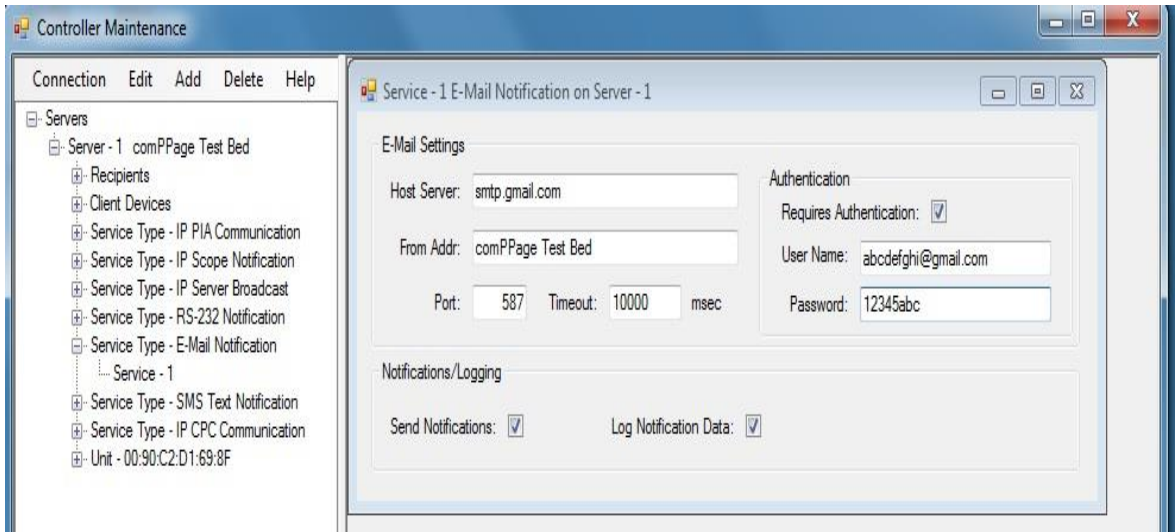 Controller Maintenance
Connection Edit Add Delete Help
Servers
Server - 1 comPPage Test Bed
Recipients
Client Devices
Service Type - IP PIA Communication
Service Type - IP Scope Notification
Service Type - IP Server Broadcast
Service Type - RS-232 Notification
Service Type - E-Mail Notification
Service - 1
Service Type - SMS Text Notification
Service Type - IP CPC Communication
Unit - 00:90:C2:D1:69:8F
Service - 1 E-Mail Notification on Server - 1
E-Mail Settings
Host Server: smtp.gmail.com
From Addr: comPPage Test Bed
Port: 587 Timeout: 10000 msec
Authentication
Requires Authentication:
User Name: abcdefghi@gmail.com
Password: 12345abc
Notifications/Logging
Send Notifications: Log Notification Data: